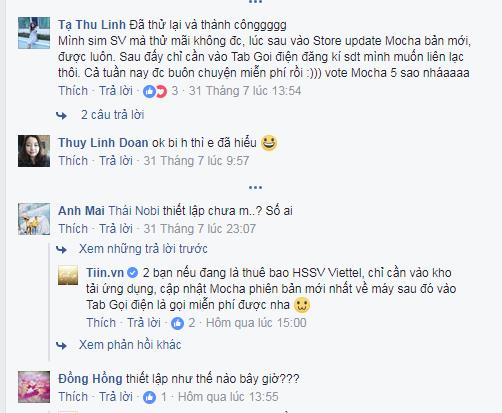 Tạ Thu Linh Đã thử lại và thành côngggggg
Mình sim SV mà thử mãi không đc, lúc sau vào Store update Mocha bản mới,
được luôn. Sau đấy chỉ cần vào Tab Gọi điện đăng kí sdt mình muốn liên lạc
thôi. Cả tuần nay đc buôn chuyện miễn phí rồi :))) vote Mocha 5 sao nháaaaa
Thích · Trả lời · 3 · 31 Tháng 7 lúc 13:54
2 câu trả lời
Thuy Linh Doan ok bi h thì e đã hiểu
Thích · Trả lời · 31 Tháng 7 lúc 9:57
Anh Mai Thái Nobi thiết lập chưa m..? Số ai
Thích · Trả lời · 31 Tháng 7 lúc 23:07
Xem những trả lời trước
Tiin.vn 2 bạn nếu đang là thuê bao HSSV Viettel, chỉ cần vào kho
tải ứng dụng, cập nhật Mocha phiên bản mới nhất về máy sau đó vào
Tab Gọi điện là gọi miễn phí được nha
Thích · Trả lời · 2 · Hôm qua lúc 15:00
Xem phản hồi khác
Đồng Hồng thiết lập như thế nào bây giờ???
Thích · Trả lời · 1 · Hôm qua lúc 13:55